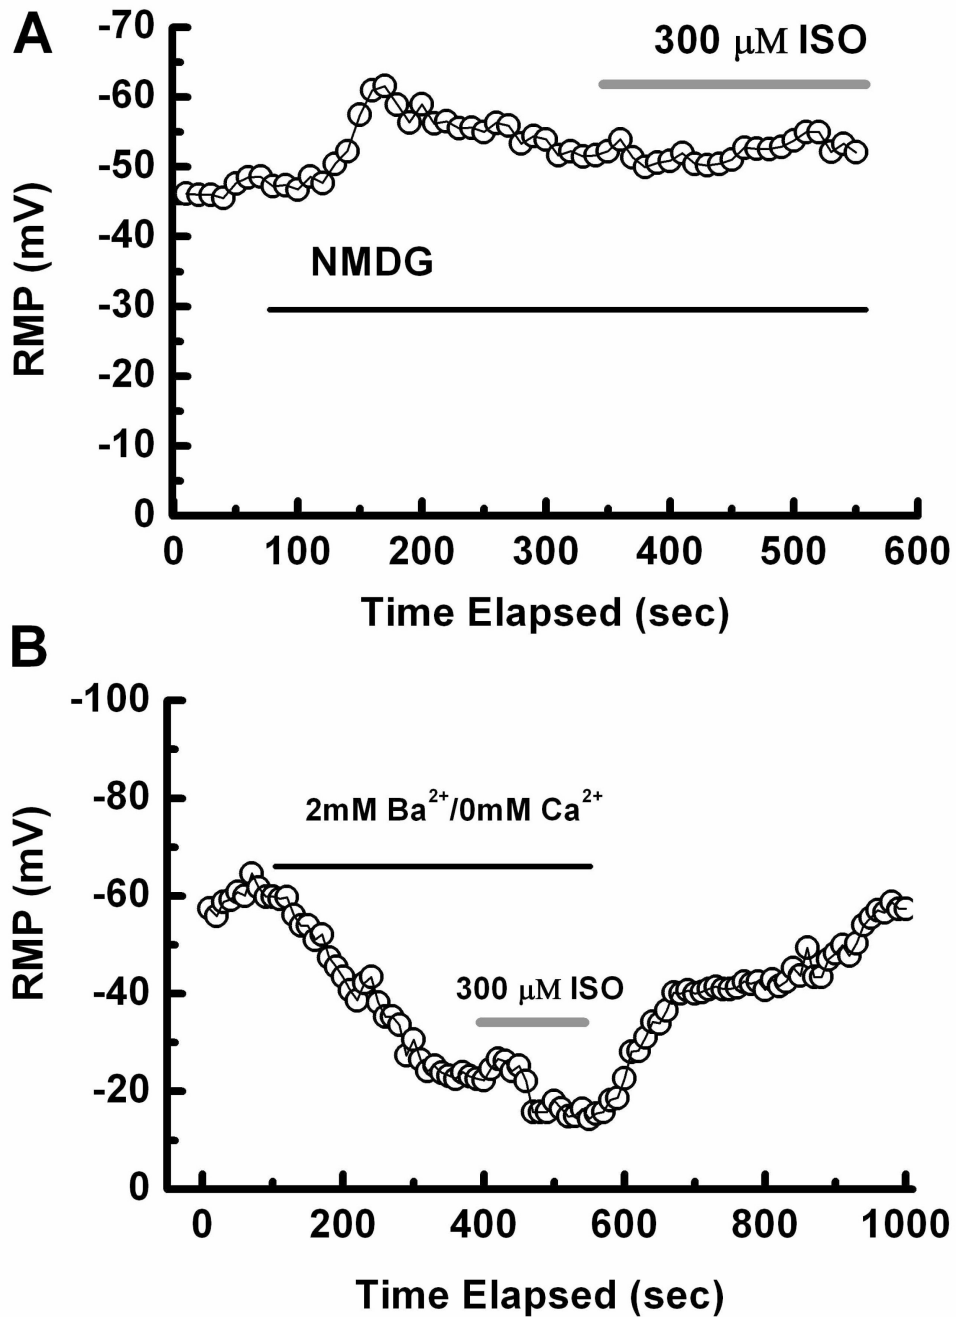 A
-70
-60
-50
-40
-30
-20
-10
0
RMP (mV)
300 μM ISO
NMDG
0 100 200 300 400 500 600
Time Elapsed (sec)
B
-100
-80
-60
-40
-20
0
RMP (mV)
2mM Ba²⁺/0mM Ca²⁺
300 μM ISO
0 200 400 600 800 1000
Time Elapsed (sec)